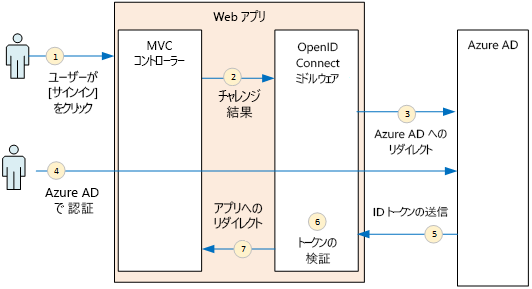 Web アプリ
MVC
コントローラー
OpenID
Connect
ミドルウェア
Azure AD
1
ユーザーが
[サインイン]
をクリック
2
チャレンジ
結果
3
Azure AD への
リダイレクト
4
Azure AD
で 認証
ID トークンの送信
5
6
トークンの
検証
アプリへの
リダイレクト
7